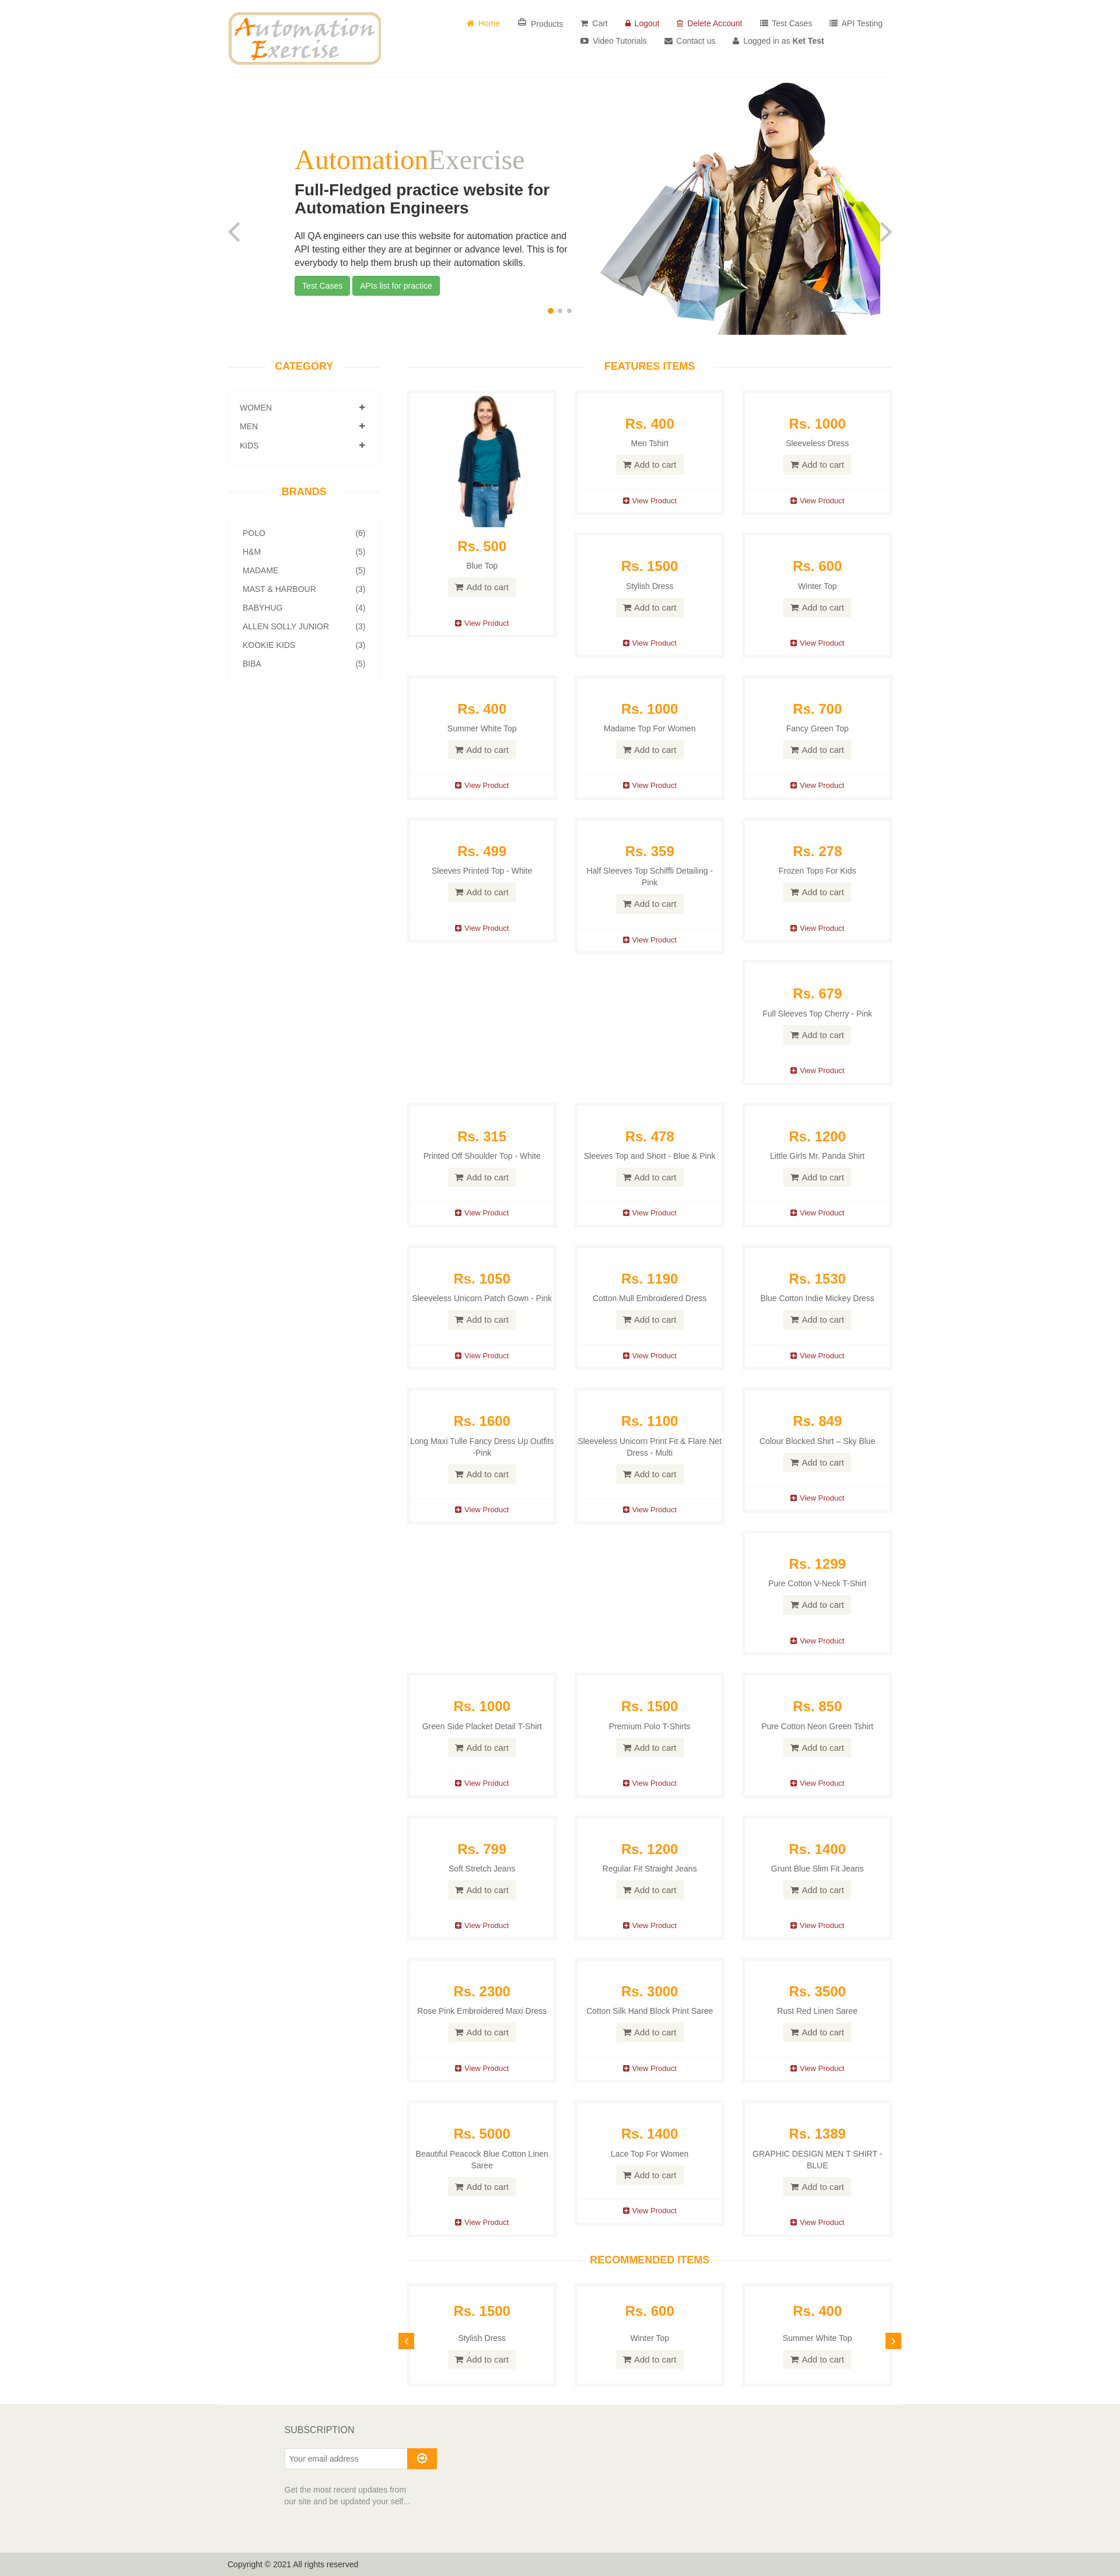 Automation
Exercise
Home
Products
Cart
Logout
Delete Account
Test Cases
API Testing
Video Tutorials
Contact us
Logged in as Ket Test
AutomationExercise
Full-Fledged practice website for
Automation Engineers
All QA engineers can use this website for automation practice and
API testing either they are at beginner or advance level. This is for
everybody to help them brush up their automation skills.
Test Cases
APIs list for practice
CATEGORY
WOMEN
MEN
KIDS
BRANDS
POLO (6)
H&M (5)
MADAME (5)
MAST & HARBOUR (3)
BABYHUG (4)
ALLEN SOLLY JUNIOR (3)
KOOKIE KIDS (3)
BIBA (5)
FEATURES ITEMS
Rs. 500
Blue Top
Add to cart
View Product
Rs. 400
Men Tshirt
Add to cart
View Product
Rs. 1000
Sleeveless Dress
Add to cart
View Product
Rs. 1500
Stylish Dress
Add to cart
View Product
Rs. 600
Winter Top
Add to cart
View Product
Rs. 400
Summer White Top
Add to cart
View Product
Rs. 1000
Madame Top For Women
Add to cart
View Product
Rs. 700
Fancy Green Top
Add to cart
View Product
Rs. 499
Sleeves Printed Top - White
Add to cart
View Product
Rs. 359
Half Sleeves Top Schiffli Detailing -
Pink
Add to cart
View Product
Rs. 278
Frozen Tops For Kids
Add to cart
View Product
Rs. 679
Full Sleeves Top Cherry - Pink
Add to cart
View Product
Rs. 315
Printed Off Shoulder Top - White
Add to cart
View Product
Rs. 478
Sleeves Top and Short - Blue & Pink
Add to cart
View Product
Rs. 1200
Little Girls Mr. Panda Shirt
Add to cart
View Product
Rs. 1050
Sleeveless Unicorn Patch Gown - Pink
Add to cart
View Product
Rs. 1190
Cotton Mull Embroidered Dress
Add to cart
View Product
Rs. 1530
Blue Cotton Indie Mickey Dress
Add to cart
View Product
Rs. 1600
Long Maxi Tulle Fancy Dress Up Outfits
-Pink
Add to cart
View Product
Rs. 1100
Sleeveless Unicorn Print Fit & Flare Net
Dress - Multi
Add to cart
View Product
Rs. 849
Colour Blocked Shirt – Sky Blue
Add to cart
View Product
Rs. 1299
Pure Cotton V-Neck T-Shirt
Add to cart
View Product
Rs. 1000
Green Side Placket Detail T-Shirt
Add to cart
View Product
Rs. 1500
Premium Polo T-Shirts
Add to cart
View Product
Rs. 850
Pure Cotton Neon Green Tshirt
Add to cart
View Product
Rs. 799
Soft Stretch Jeans
Add to cart
View Product
Rs. 1200
Regular Fit Straight Jeans
Add to cart
View Product
Rs. 1400
Grunt Blue Slim Fit Jeans
Add to cart
View Product
Rs. 2300
Rose Pink Embroidered Maxi Dress
Add to cart
View Product
Rs. 3000
Cotton Silk Hand Block Print Saree
Add to cart
View Product
Rs. 3500
Rust Red Linen Saree
Add to cart
View Product
Rs. 5000
Beautiful Peacock Blue Cotton Linen
Saree
Add to cart
View Product
Rs. 1400
Lace Top For Women
Add to cart
View Product
Rs. 1389
GRAPHIC DESIGN MEN T SHIRT -
BLUE
Add to cart
View Product
RECOMMENDED ITEMS
Rs. 1500
Stylish Dress
Add to cart
Rs. 600
Winter Top
Add to cart
Rs. 400
Summer White Top
Add to cart
SUBSCRIPTION
Your email address
Get the most recent updates from
our site and be updated your self...
Copyright © 2021 All rights reserved